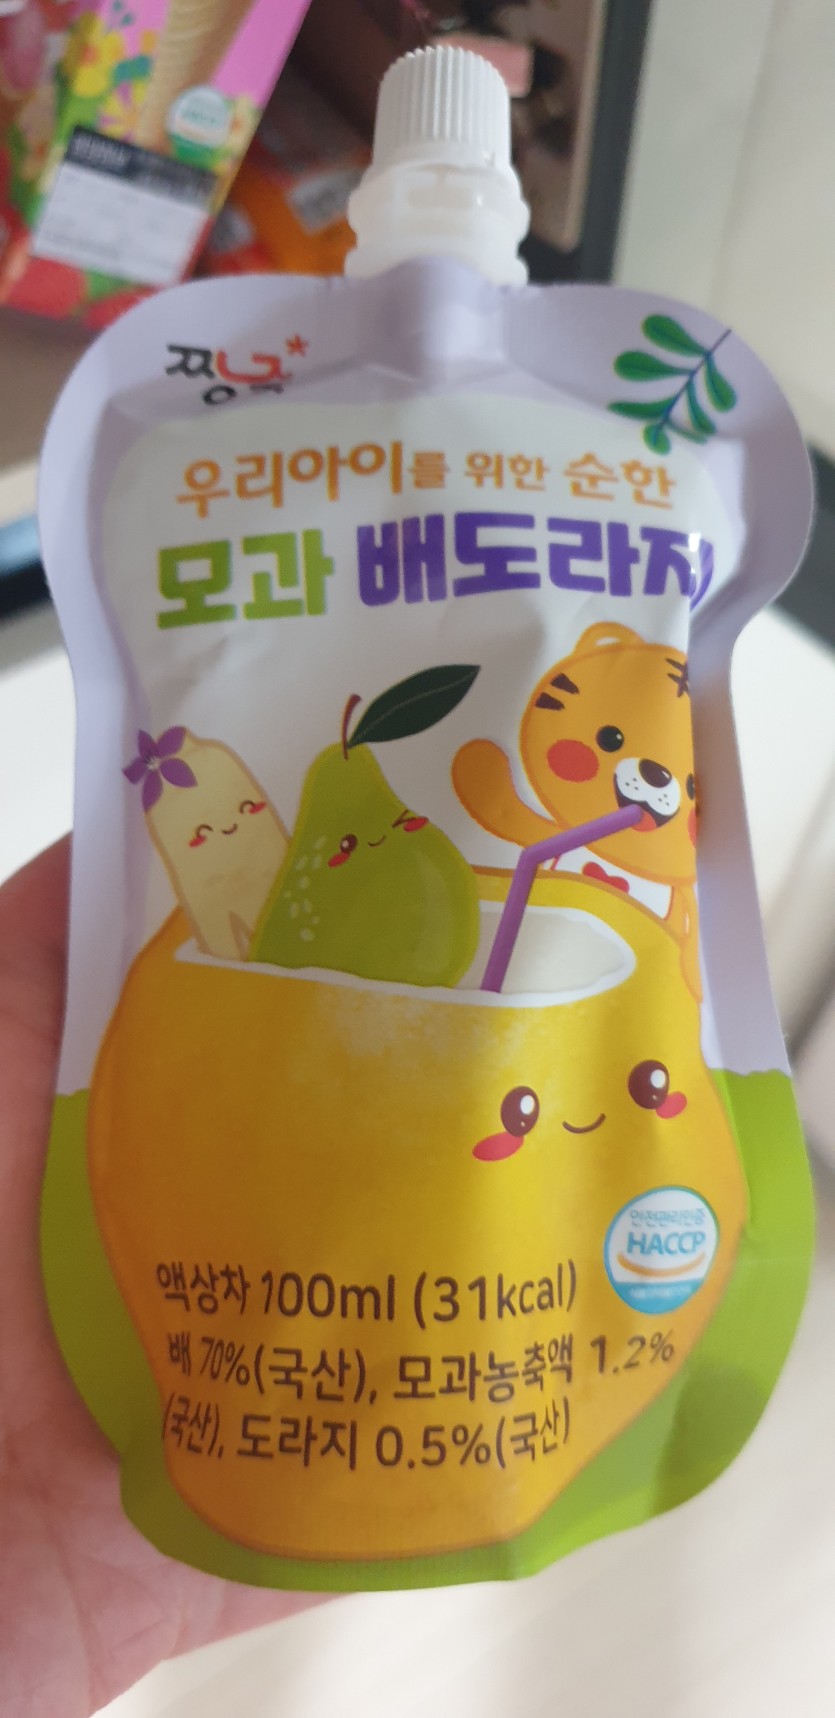 짱구
우리아이를 위한 순한
모과 배도라지
안전관리인증
HACCP
액상차 100ml (31kcal)
배 70%(국산), 모과농축액 1.2%
(국산), 도라지 0.5%(국산)